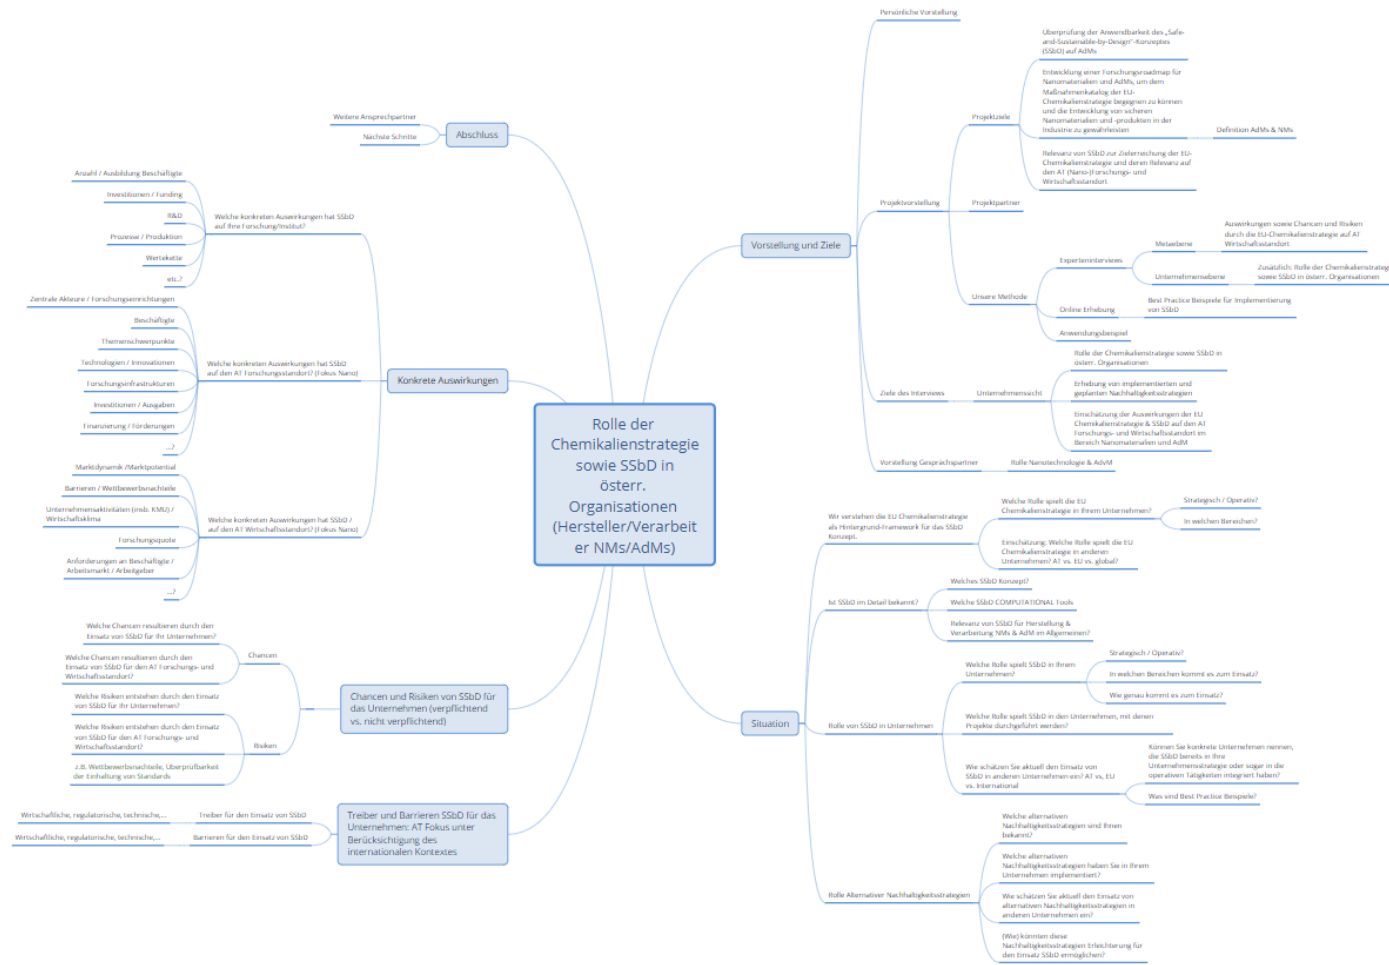 Rolle der
Chemikalienstrategie
sowie SSbD in
österr.
Organisationen
(Hersteller/Verarbeit
er NMs/AdMs)
Vorstellung und Ziele
Persönliche Vorstellung
Projektvorstellung
Projektziele
Überprüfung der Anwendbarkeit des „Safe-
and-Sustainable-by-Design“-Konzeptes
(SSbD) auf AdMs
Entwicklung einer Forschungsroadmap für
Nanomaterialien und AdMs, um dem
Maßnahmenkatalog der EU-
Chemikalienstrategie begegnen zu können
und die Entwicklung von sicheren
Nanomaterialien und -produkten in der
Industrie zu gewährleisten
Definition AdMs & NMs
Relevanz von SSbD zur Zielerreichung der EU-
Chemikalienstrategie und deren Relevanz auf
den AT (Nano-)Forschungs- und
Wirtschaftsstandort
Projektpartner
Unsere Methode
Experteninterviews
Metaebene
Auswirkungen sowie Chancen und Risiken
durch die EU-Chemikalienstrategie auf AT
Wirtschaftsstandort
Unternehmensebene
Zusätzlich: Rolle der Chemikalienstrateg
sowie SSbD in österr. Organisationen
Online Erhebung
Best Practice Beispiele für Implementierung
von SSbD
Anwendungsbeispiel
Ziele des Interviews
Unternehmenssicht
Rolle der Chemikalienstrategie sowie SSbD in
österr. Organisationen
Erhebung von implementierten und
geplanten Nachhaltigkeitsstrategien
Einschätzung der Auswirkungen der EU
Chemikalienstrategie & SSbD auf den AT
Forschungs- und Wirtschaftsstandort im
Bereich Nanomaterialien und AdM
Vorstellung Gesprächspartner
Rolle Nanotechnologie & AdvM
Situation
Wir verstehen die EU Chemikalienstrategie
als Hintergrund-Framework für das SSbD
Konzept.
Welche Rolle spielt die EU
Chemikalienstrategie in Ihrem Unternehmen?
Strategisch / Operativ?
In welchen Bereichen?
Einschätzung: Welche Rolle spielt die EU
Chemikalienstrategie in anderen
Unternehmen? AT vs. EU vs. global?
Ist SSbD im Detail bekannt?
Welches SSbD Konzept?
Welche SSbD COMPUTATIONAL Tools
Relevanz von SSbD für Herstellung &
Verarbeitung NMs & AdM im Allgemeinen?
Rolle von SSbD in Unternehmen
Welche Rolle spielt SSbD in Ihrem
Unternehmen?
Strategisch / Operativ?
In welchen Bereichen kommt es zum Einsatz?
Wie genau kommt es zum Einsatz?
Welche Rolle spielt SSbD in den Unternehmen, mit denen
Projekte durchgeführt werden?
Wie schätzen Sie aktuell den Einsatz von
SSbD in anderen Unternehmen ein? AT vs, EU
vs. International
Können Sie konkrete Unternehmen nennen,
die SSbD bereits in Ihre
Unternehmensstrategie oder sogar in die
operativen Tätigkeiten integriert haben?
Was sind Best Practice Beispiele?
Rolle Alternativer Nachhaltigkeitsstrategien
Welche alternativen
Nachhaltigkeitsstrategien sind Ihnen
bekannt?
Welche alternativen
Nachhaltigkeitsstrategien haben Sie in Ihrem
Unternehmen implementiert?
Wie schätzen Sie aktuell den Einsatz von
alternativen Nachhaltigkeitsstrategien in
anderen Unternehmen ein?
(Wie) könnten diese
Nachhaltigkeitsstrategien Erleichterung für
den Einsatz SSbD ermöglichen?
Abschluss
Weitere Ansprechpartner
Nächste Schritte
Konkrete Auswirkungen
Welche konkreten Auswirkungen hat SSbD
auf Ihre Forschung/Institut?
Anzahl / Ausbildung Beschäftigte
Investitionen / Funding
R&D
Prozesse / Produktion
Wertekette
etc.?
Welche konkreten Auswirkungen hat SSbD
auf den AT Forschungsstandort? (Fokus Nano)
Zentrale Akteure / Forschungseinrichtungen
Beschäftigte
Themenschwerpunkte
Technologien / Innovationen
Forschungsinfrastrukturen
Investitionen / Ausgaben
Finanzierung / Förderungen
...?
Welche konkreten Auswirkungen hat SSbD /
auf den AT Wirtschaftsstandort? (Fokus Nano)
Marktdynamik /Marktpotential
Barrieren / Wettbewerbsnachteile
Unternehmensaktivitäten (insb. KMU) /
Wirtschaftsklima
Forschungsquote
Anforderungen an Beschäftigte /
Arbeitsmarkt / Arbeitgeber
...?
Chancen und Risiken von SSbD für
das Unternehmen (verpflichtend
vs. nicht verpflichtend)
Chancen
Welche Chancen resultieren durch den
Einsatz von SSbD für Ihr Unternehmen?
Welche Chancen resultieren durch den
Einsatz von SSbD für den AT Forschungs- und
Wirtschaftsstandort?
Risiken
Welche Risiken entstehen durch den Einsatz
von SSbD für Ihr Unternehmen?
Welche Risiken entstehen durch den Einsatz
von SSbD für den AT Forschungs- und
Wirtschaftsstandort?
z.B. Wettbewerbsnachteile, Überprüfbarkeit
der Einhaltung von Standards
Treiber und Barrieren SSbD für das
Unternehmen: AT Fokus unter
Berücksichtigung des
internationalen Kontextes
Treiber für den Einsatz von SSbD
Wirtschaftliche, regulatorische, technische,...
Barrieren für den Einsatz von SSbD
Wirtschaftliche, regulatorische, technische,...